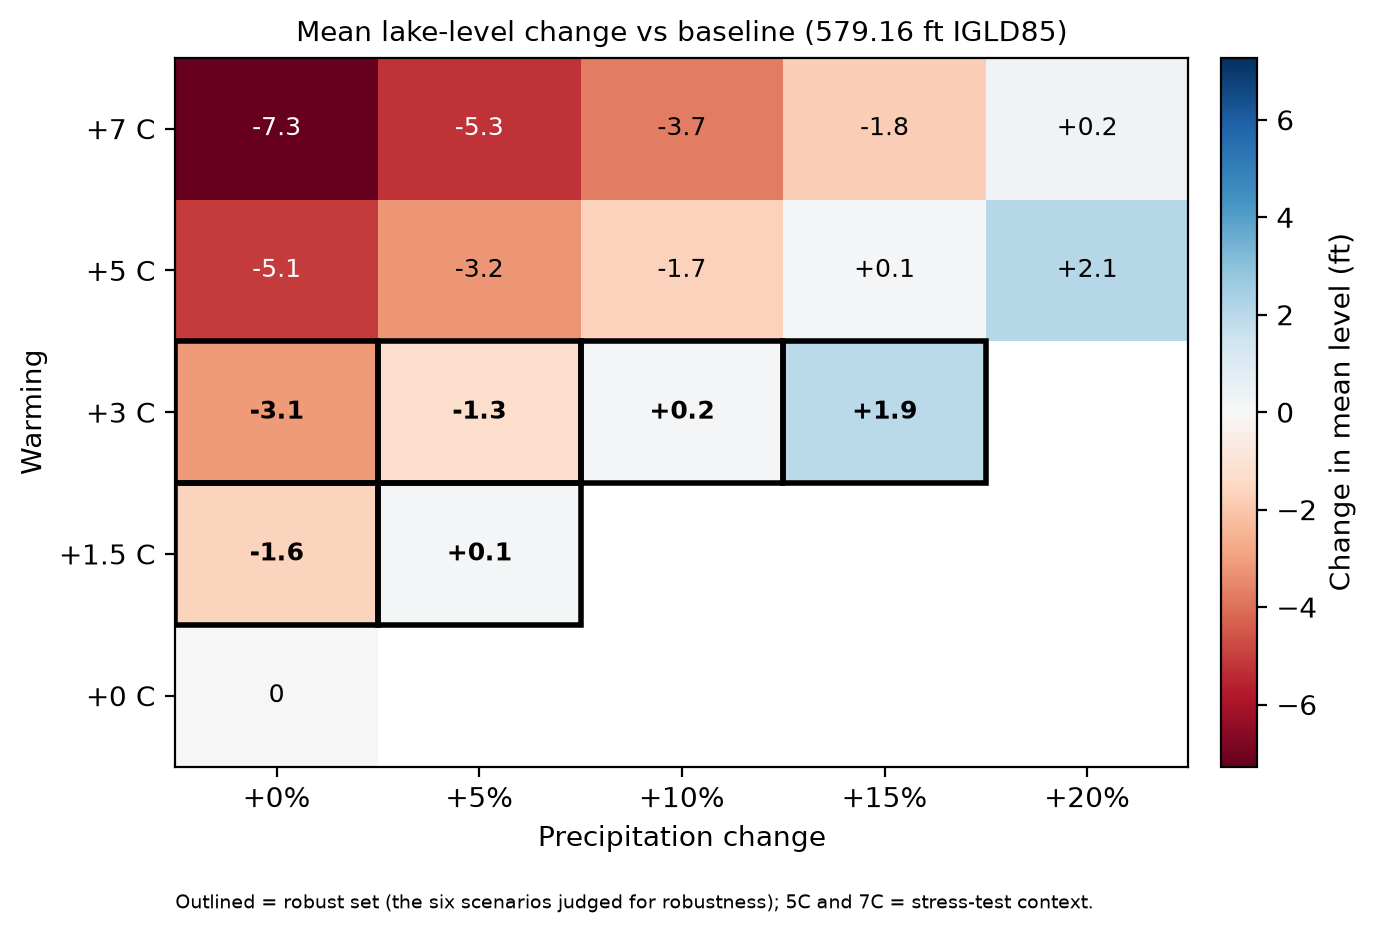 Mean lake-level change vs baseline (579.16 ft IGLD85)
+7 C
-7.3
-5.3
-3.7
-1.8
+0.2
+5 C
-5.1
-3.2
-1.7
+0.1
+2.1
+3 C
-3.1
-1.3
+0.2
+1.9
+1.5 C
-1.6
+0.1
+0 C
0
Warming
+0%
+5%
+10%
+15%
+20%
Precipitation change
6
4
2
0
−2
−4
−6
Change in mean level (ft)
Outlined = robust set (the six scenarios judged for robustness); 5C and 7C = stress-test context.